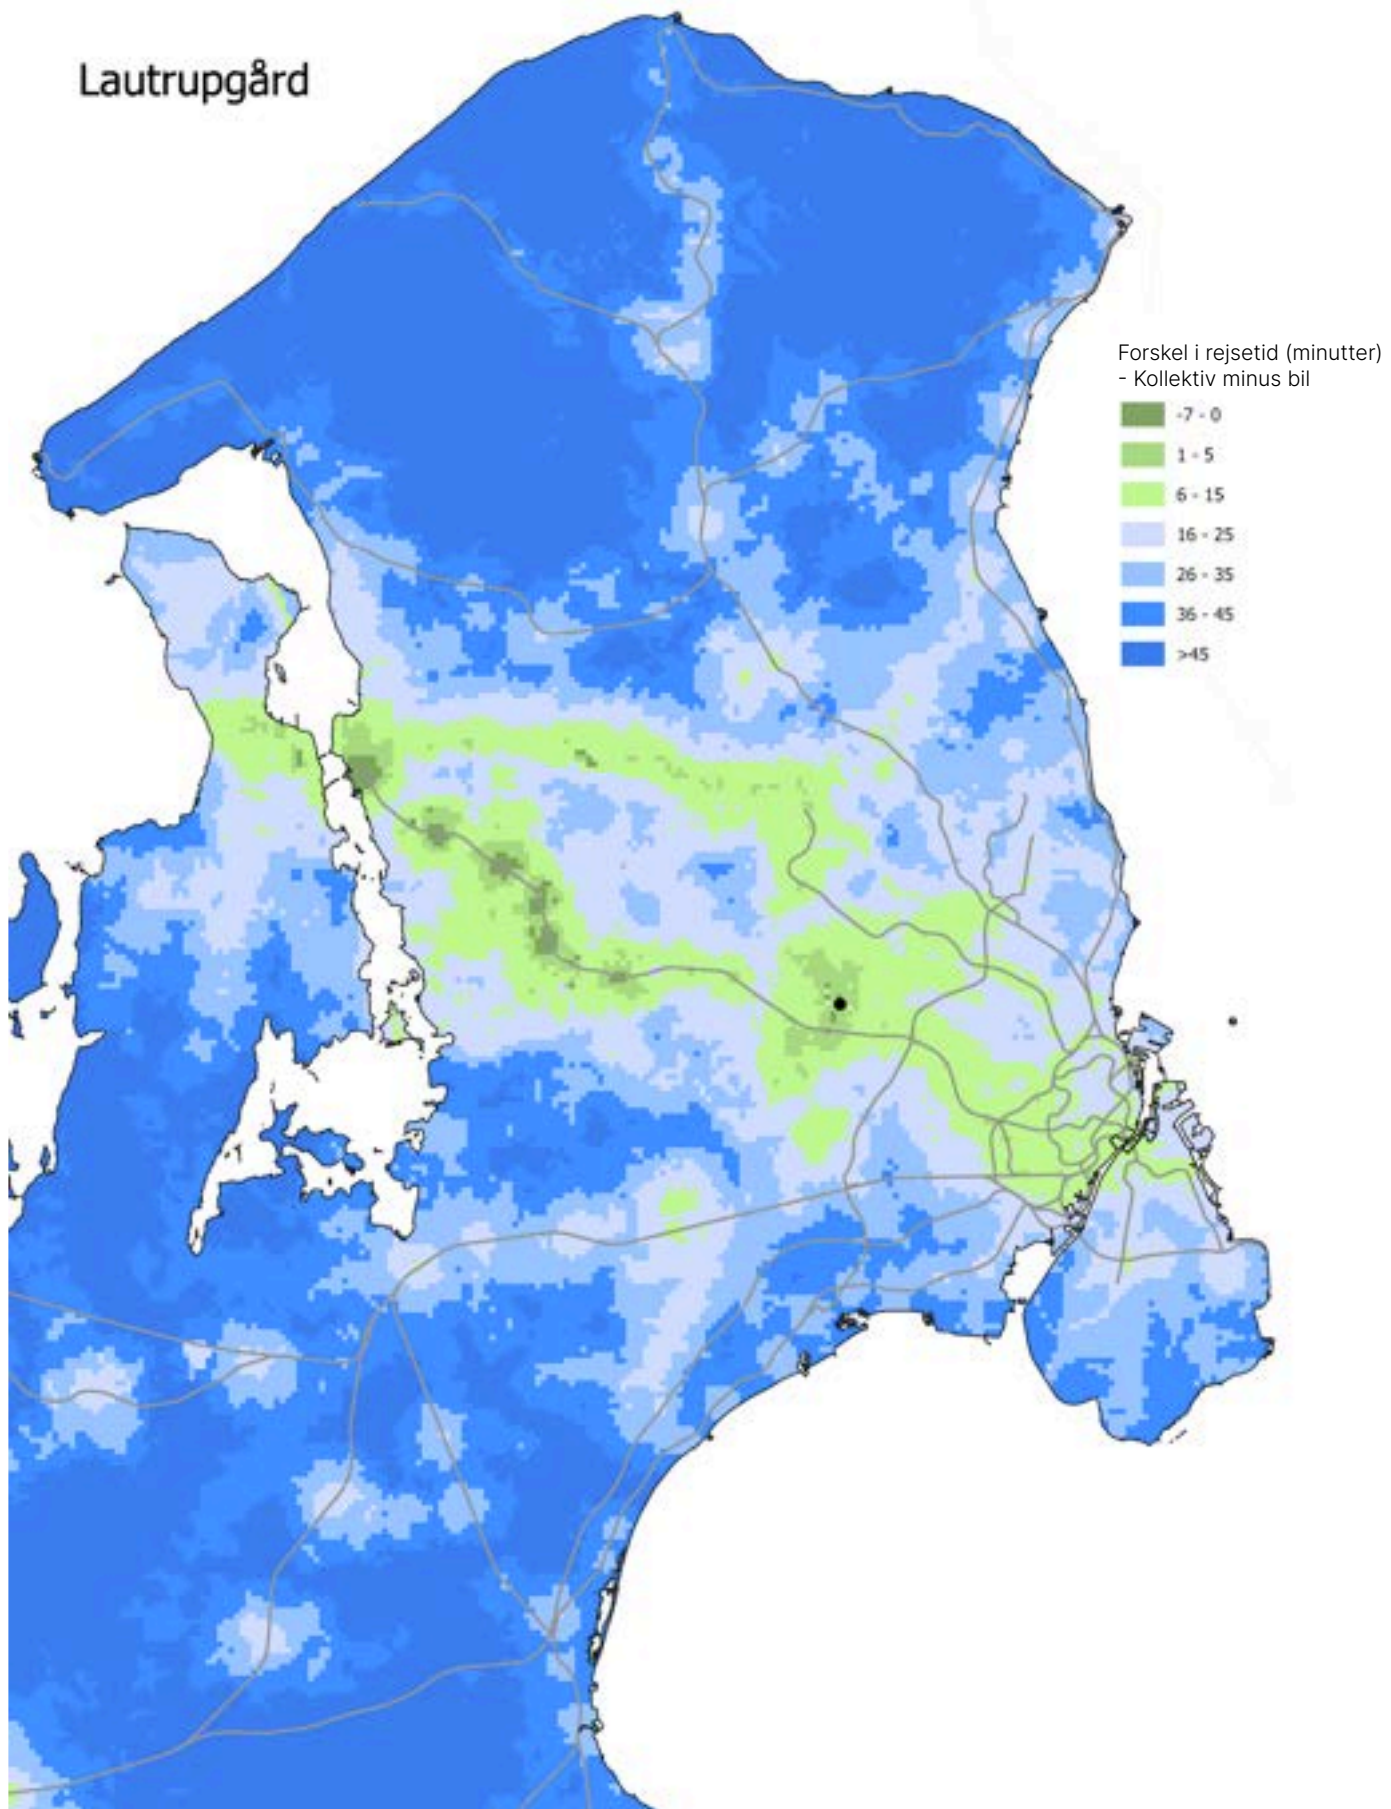 Lautrupgård
Forskel i rejsetid (minutter)
- Kollektiv minus bil
-7 - 0
1 - 5
6 - 15
16 - 25
26 - 35
36 - 45
>45